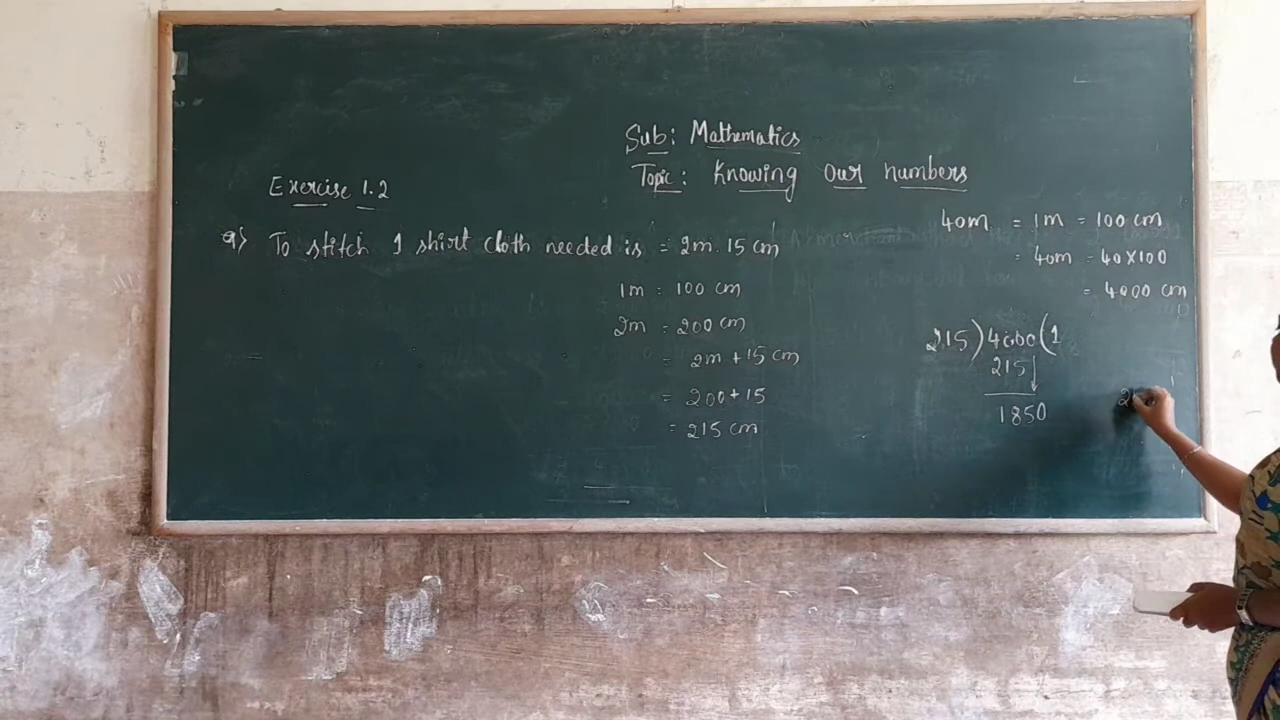 Sub: Mathematics
Topic: Knowing Our numbers
Exercise 1.2
9) To stitch 1 shirt cloth needed is = 2m. 15 cm
1m = 100 cm
2m = 200 cm
= 2m + 15 cm
= 200 + 15
= 215 cm
40m = 1m = 100 cm
= 40m = 40 X 100
= 4000 cm
215 ) 4000 ( 1
215
1850